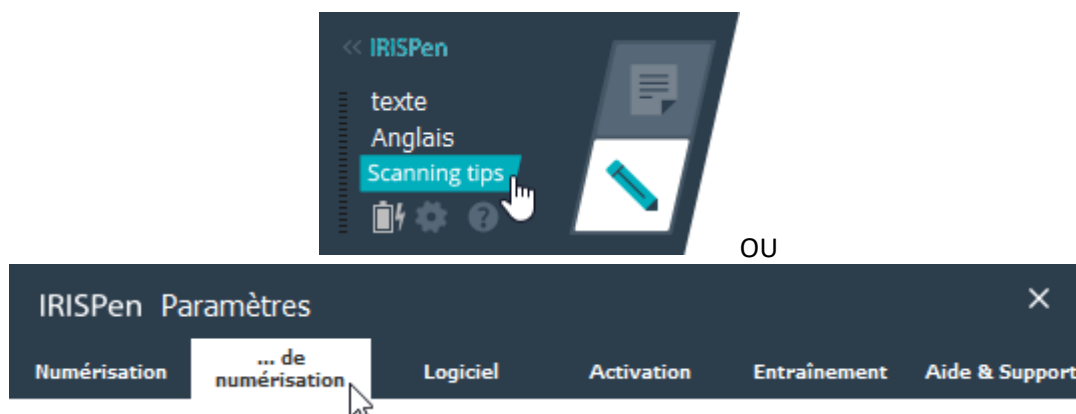 << IRISPen
texte
Anglais
Scanning tips
?
OU
IRISPen Paramètres
Numérisation
... de
numérisation
Logiciel
Activation
Entraînement
Aide & Support